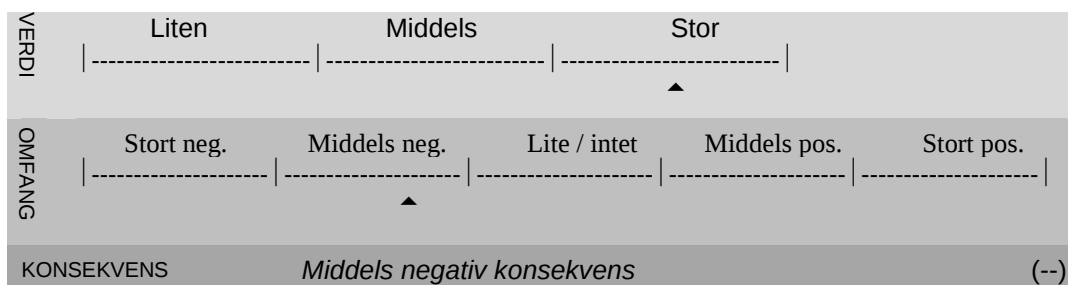 VERDI
Liten Middels Stor
|---------------------------|--------------------------|--------------------------|
OMFANG
Stort neg. Middels neg. Lite / intet Middels pos. Stort pos.
|---------------------|---------------------|---------------------|---------------------|---------------------|
KONSEKVENS Middels negativ konsekvens (--)